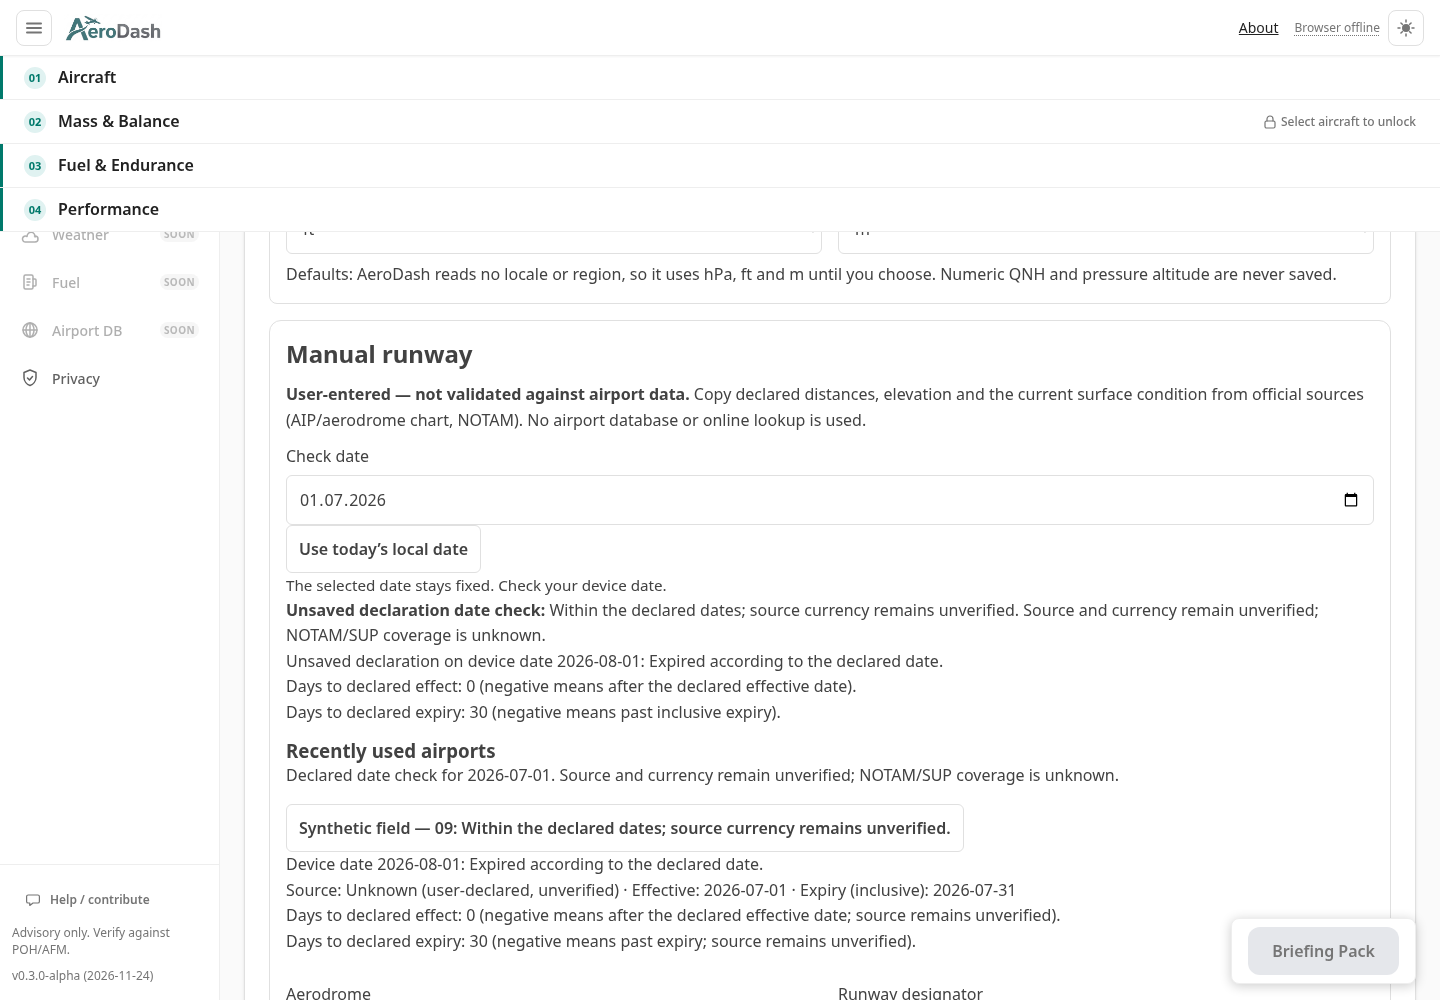 AeroDash
About
Browser offline
01 Aircraft
02 Mass & Balance
Select aircraft to unlock
03 Fuel & Endurance
04 Performance
Weather SOON
Fuel SOON
Airport DB SOON
Privacy
ft
m
Defaults: AeroDash reads no locale or region, so it uses hPa, ft and m until you choose. Numeric QNH and pressure altitude are never saved.
Manual runway
User-entered — not validated against airport data. Copy declared distances, elevation and the current surface condition from official sources
(AIP/aerodrome chart, NOTAM). No airport database or online lookup is used.
Check date
01.07.2026
Use today’s local date
The selected date stays fixed. Check your device date.
Unsaved declaration date check: Within the declared dates; source currency remains unverified. Source and currency remain unverified;
NOTAM/SUP coverage is unknown.
Unsaved declaration on device date 2026-08-01: Expired according to the declared date.
Days to declared effect: 0 (negative means after the declared effective date).
Days to declared expiry: 30 (negative means past inclusive expiry).
Recently used airports
Declared date check for 2026-07-01. Source and currency remain unverified; NOTAM/SUP coverage is unknown.
Synthetic field — 09: Within the declared dates; source currency remains unverified.
Device date 2026-08-01: Expired according to the declared date.
Source: Unknown (user-declared, unverified) · Effective: 2026-07-01 · Expiry (inclusive): 2026-07-31
Days to declared effect: 0 (negative means after the declared effective date; source remains unverified).
Days to declared expiry: 30 (negative means past expiry; source remains unverified).
Aerodrome
Runway designator
Help / contribute
Advisory only. Verify against
POH/AFM.
v0.3.0-alpha (2026-11-24)
Briefing Pack